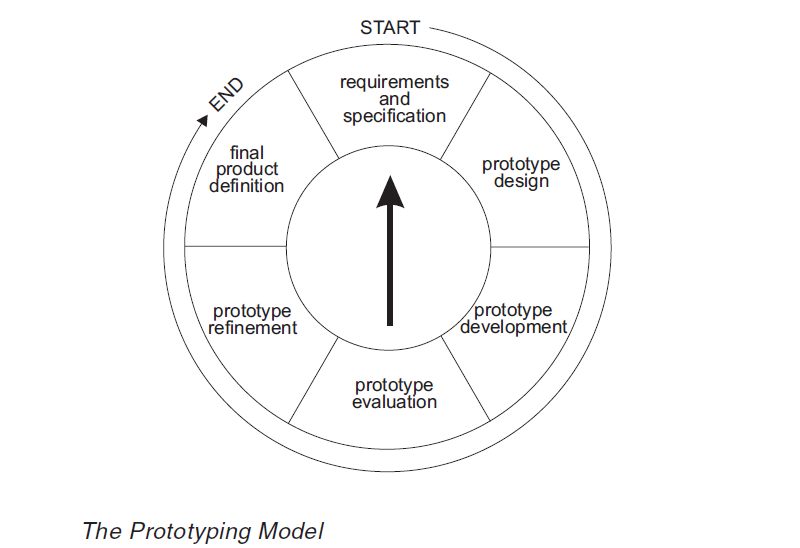 START
requirements
and
specification
prototype
design
prototype
development
prototype
evaluation
prototype
refinement
final
product
definition
END
The Prototyping Model